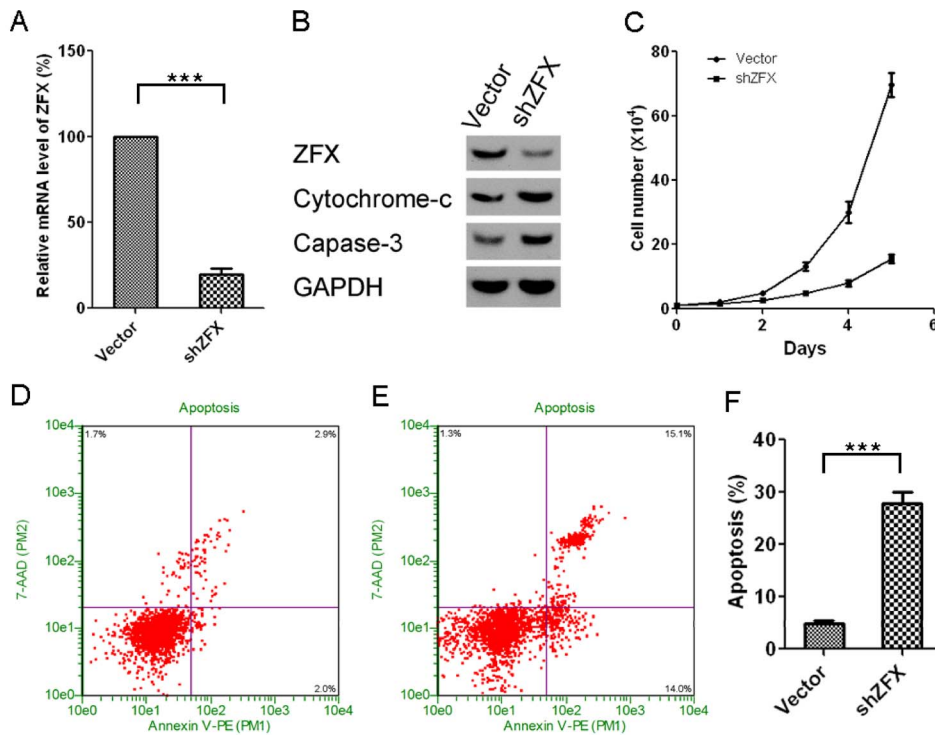 A
Relative mRNA level of ZFX (%)
150
100
50
0
***
Vector
shZFX
B
Vector
shZFX
ZFX
Cytochrome-c
Capase-3
GAPDH
C
Cell number (X10⁴)
80
60
40
20
0
Vector
shZFX
0 2 4 6
Days
D
Apoptosis
7-AAD (PM2)
10e4
10e3
10e2
10e1
10e0
1.7% 2.9%
2.0%
10e0 10e1 10e2 10e3 10e4
Annexin V-PE (PM1)
E
Apoptosis
7-AAD (PM2)
10e4
10e3
10e2
10e1
10e0
1.3% 15.1%
14.0%
10e0 10e1 10e2 10e3 10e4
Annexin V-PE (PM1)
F
Apoptosis (%)
40
30
20
10
0
***
Vector
shZFX